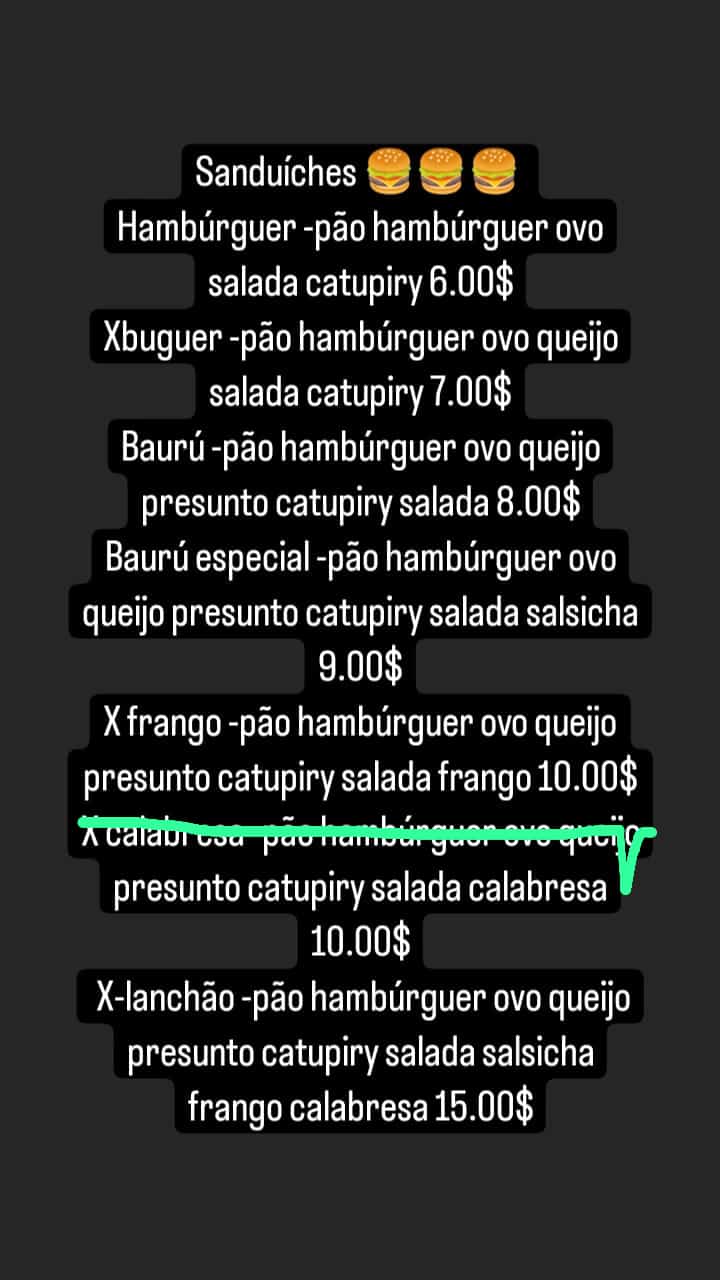 Sanduíches 🍔🍔🍔
Hambúrguer -pão hambúrguer ovo
salada catupiry 6.00$
Xbuguer -pão hambúrguer ovo queijo
salada catupiry 7.00$
Baurú -pão hambúrguer ovo queijo
presunto catupiry salada 8.00$
Baurú especial -pão hambúrguer ovo
queijo presunto catupiry salada salsicha
9.00$
X frango -pão hambúrguer ovo queijo
presunto catupiry salada frango 10.00$
X calabresa -pão hambúrguer ovo queijo
presunto catupiry salada calabresa
10.00$
X-lanchão -pão hambúrguer ovo queijo
presunto catupiry salada salsicha
frango calabresa 15.00$